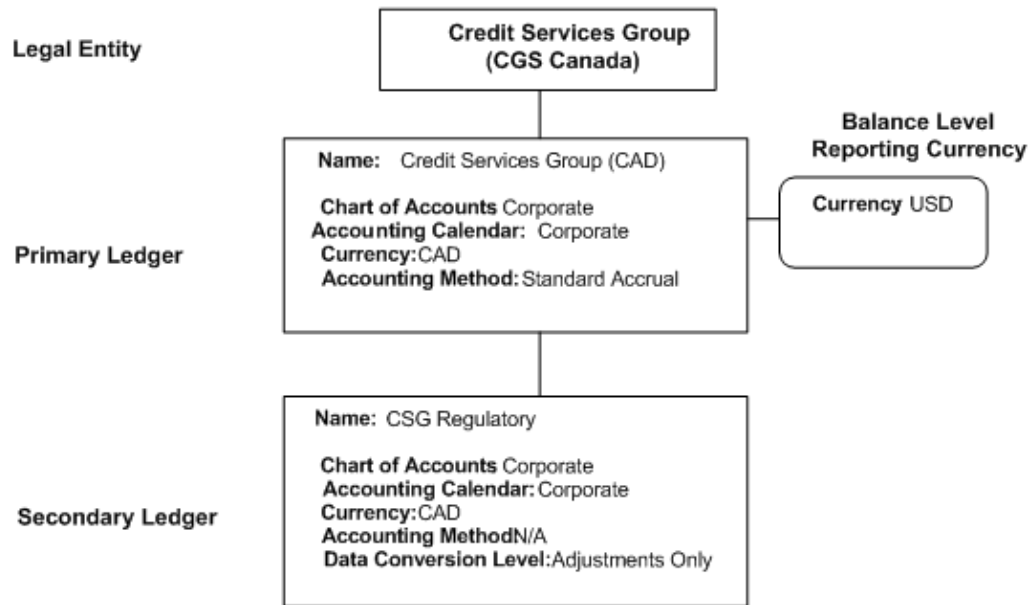 Legal Entity
Credit Services Group
(CGS Canada)
Balance Level
Reporting Currency
Currency USD
Primary Ledger
Name: Credit Services Group (CAD)
Chart of Accounts Corporate
Accounting Calendar: Corporate
Currency:CAD
Accounting Method: Standard Accrual
Secondary Ledger
Name: CSG Regulatory
Chart of Accounts Corporate
Accounting Calendar: Corporate
Currency:CAD
Accounting MethodN/A
Data Conversion Level:Adjustments Only